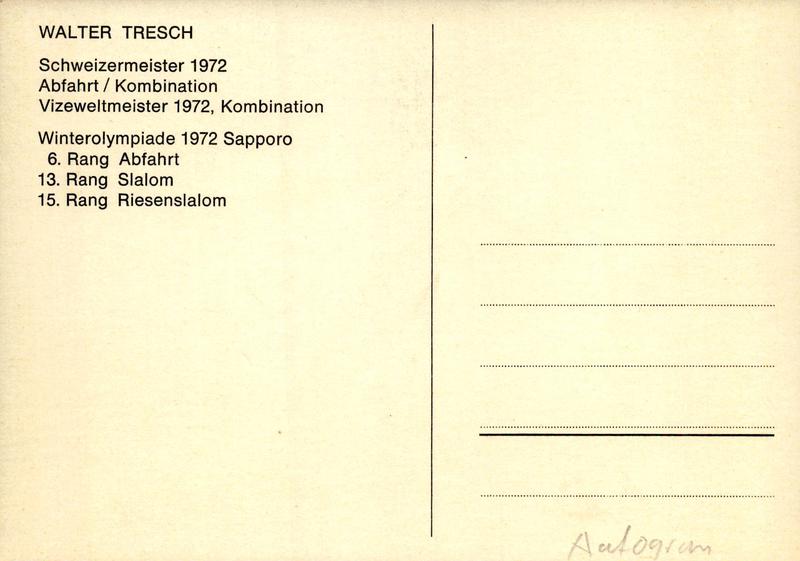 WALTER TRESCH
Schweizermeister 1972
Abfahrt / Kombination
Vizeweltmeister 1972, Kombination
Winterolympiade 1972 Sapporo
6. Rang Abfahrt
13. Rang Slalom
15. Rang Riesenslalom
Autogram